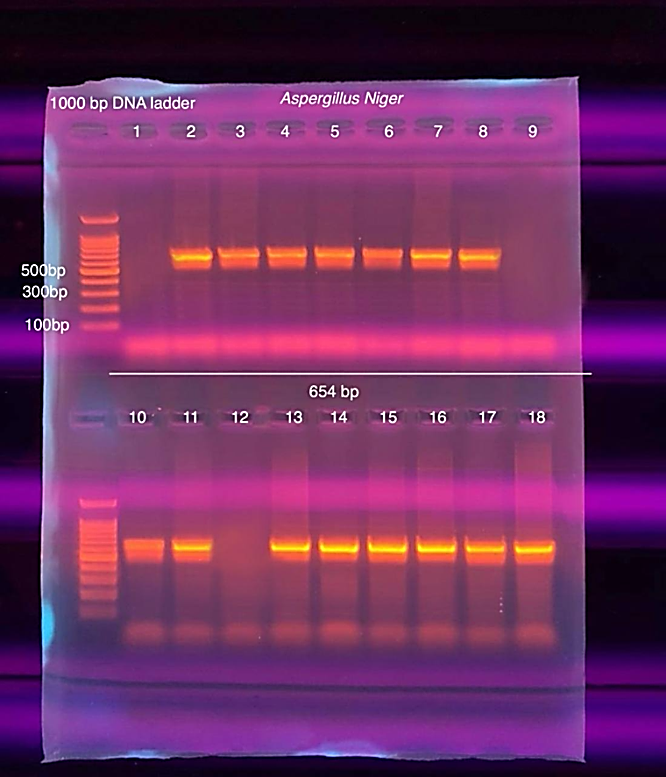 1000 bp DNA ladder
Aspergillus Niger
1 2 3 4 5 6 7 8 9
500bp
300bp
100bp
654 bp
10 11 12 13 14 15 16 17 18